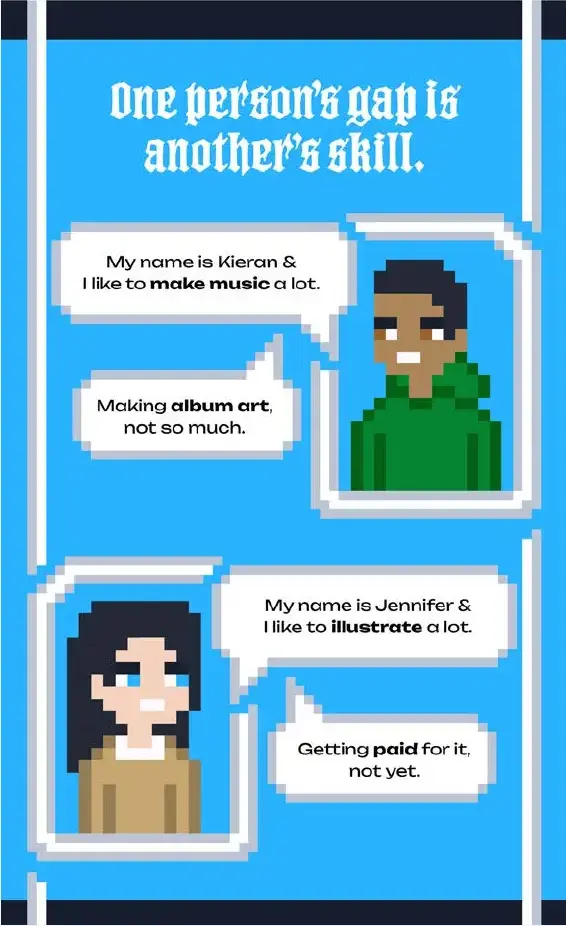 One person's gap is
another's skill.
My name is Kieran &
I like to make music a lot.
Making album art,
not so much.
My name is Jennifer &
I like to illustrate a lot.
Getting paid for it,
not yet.